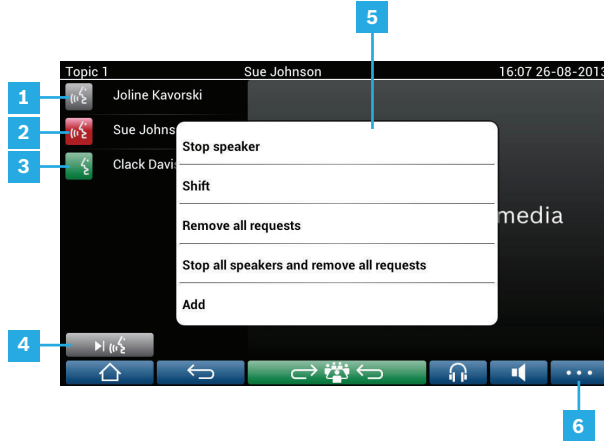 5
Topic 1 Sue Johnson 16:07 26-08-2013
1 Joline Kavorski
2 Sue Johns
3 Clack Davi
Stop speaker
Shift
Remove all requests
media
Stop all speakers and remove all requests
Add
4
6